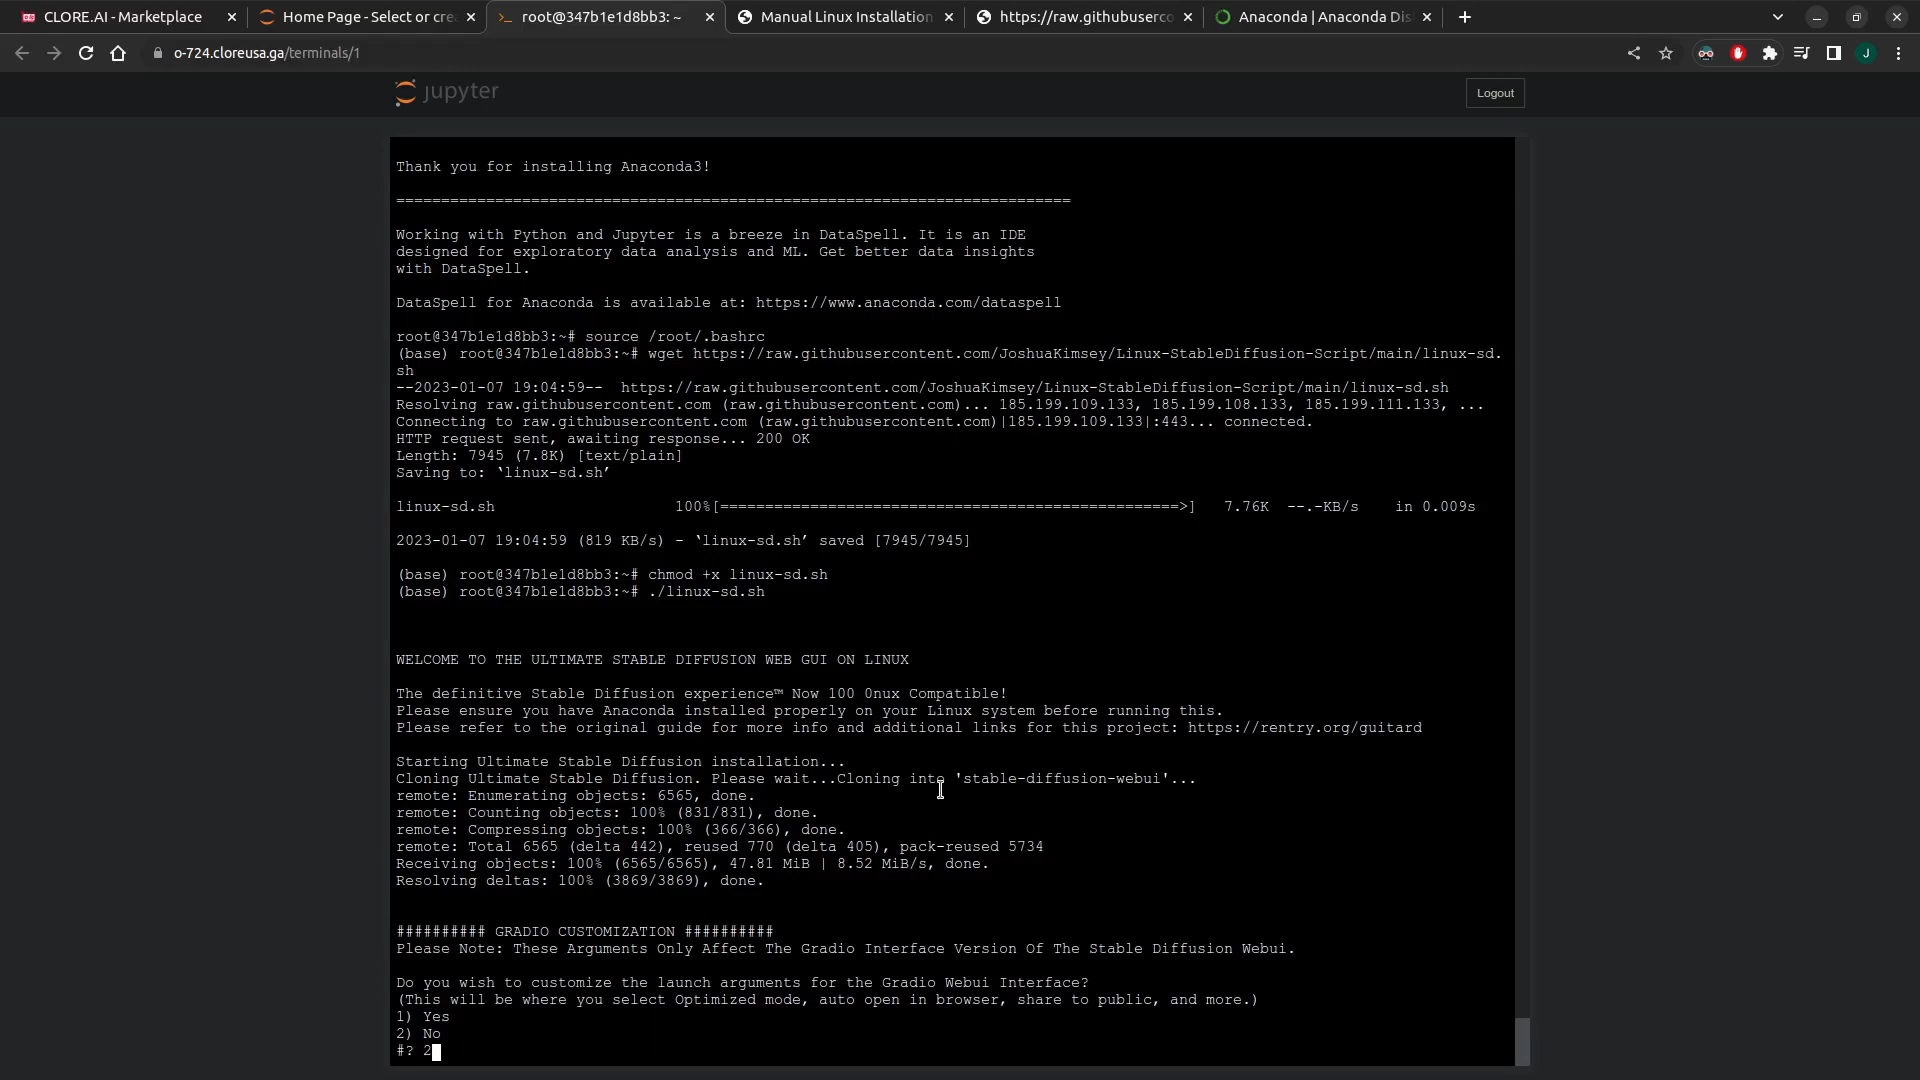 CLORE.AI - Marketplace
Home Page - Select or cre
root@347b1e1d8bb3: ~
Manual Linux Installation
https://raw.githubuserco
Anaconda | Anaconda Dis
o-724.cloreusa.ga/terminals/1
J
jupyter
Logout
Thank you for installing Anaconda3!
===========================================================================
Working with Python and Jupyter is a breeze in DataSpell. It is an IDE
designed for exploratory data analysis and ML. Get better data insights
with DataSpell.
DataSpell for Anaconda is available at: https://www.anaconda.com/dataspell
root@347b1e1d8bb3:~# source /root/.bashrc
(base) root@347b1e1d8bb3:~# wget https://raw.githubusercontent.com/JoshuaKimsey/Linux-StableDiffusion-Script/main/linux-sd.
sh
--2023-01-07 19:04:59--  https://raw.githubusercontent.com/JoshuaKimsey/Linux-StableDiffusion-Script/main/linux-sd.sh
Resolving raw.githubusercontent.com (raw.githubusercontent.com)... 185.199.109.133, 185.199.108.133, 185.199.111.133, ...
Connecting to raw.githubusercontent.com (raw.githubusercontent.com)|185.199.109.133|:443... connected.
HTTP request sent, awaiting response... 200 OK
Length: 7945 (7.8K) [text/plain]
Saving to: ‘linux-sd.sh’
linux-sd.sh                    100%[===================================================>]   7.76K  --.-KB/s    in 0.009s
2023-01-07 19:04:59 (819 KB/s) - ‘linux-sd.sh’ saved [7945/7945]
(base) root@347b1e1d8bb3:~# chmod +x linux-sd.sh
(base) root@347b1e1d8bb3:~# ./linux-sd.sh
WELCOME TO THE ULTIMATE STABLE DIFFUSION WEB GUI ON LINUX
The definitive Stable Diffusion experience™ Now 100 0nux Compatible!
Please ensure you have Anaconda installed properly on your Linux system before running this.
Please refer to the original guide for more info and additional links for this project: https://rentry.org/guitard
Starting Ultimate Stable Diffusion installation...
Cloning Ultimate Stable Diffusion. Please wait...Cloning into 'stable-diffusion-webui'...
remote: Enumerating objects: 6565, done.
remote: Counting objects: 100% (831/831), done.
remote: Compressing objects: 100% (366/366), done.
remote: Total 6565 (delta 442), reused 770 (delta 405), pack-reused 5734
Receiving objects: 100% (6565/6565), 47.81 MiB | 8.52 MiB/s, done.
Resolving deltas: 100% (3869/3869), done.
########## GRADIO CUSTOMIZATION ##########
Please Note: These Arguments Only Affect The Gradio Interface Version Of The Stable Diffusion Webui.
Do you wish to customize the launch arguments for the Gradio Webui Interface?
(This will be where you select Optimized mode, auto open in browser, share to public, and more.)
1) Yes
2) No
#? 2